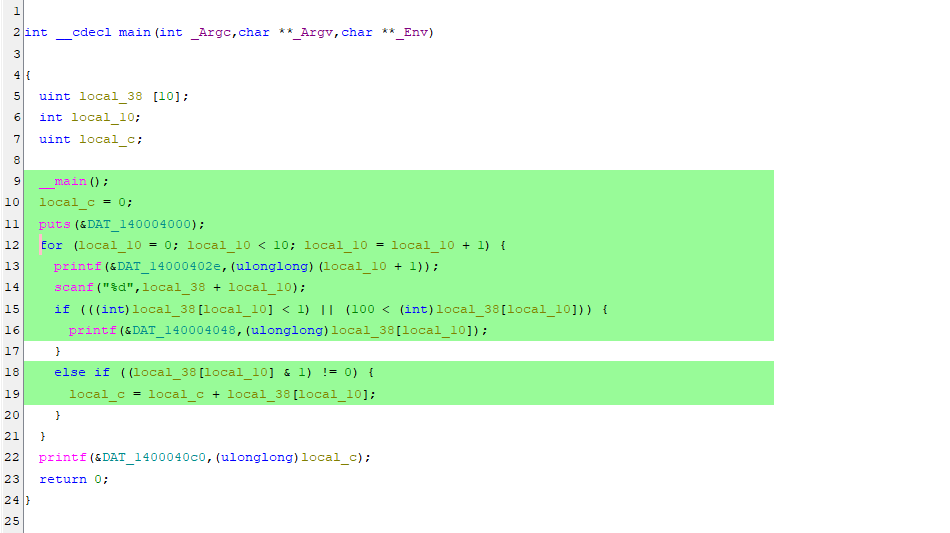 1
2 int __cdecl main(int _Argc,char **_Argv,char **_Env)
3
4 {
5 uint local_38 [10];
6 int local_10;
7 uint local_c;
8
9 __main();
10 local_c = 0;
11 puts(&DAT_140004000);
12 for (local_10 = 0; local_10 < 10; local_10 = local_10 + 1) {
13 printf(&DAT_14000402e,(ulonglong)(local_10 + 1));
14 scanf("%d",local_38 + local_10);
15 if (((int)local_38[local_10] < 1) || (100 < (int)local_38[local_10])) {
16 printf(&DAT_140004048,(ulonglong)local_38[local_10]);
17 }
18 else if ((local_38[local_10] & 1) != 0) {
19 local_c = local_c + local_38[local_10];
20 }
21 }
22 printf(&DAT_1400040c0,(ulonglong)local_c);
23 return 0;
24 }
25